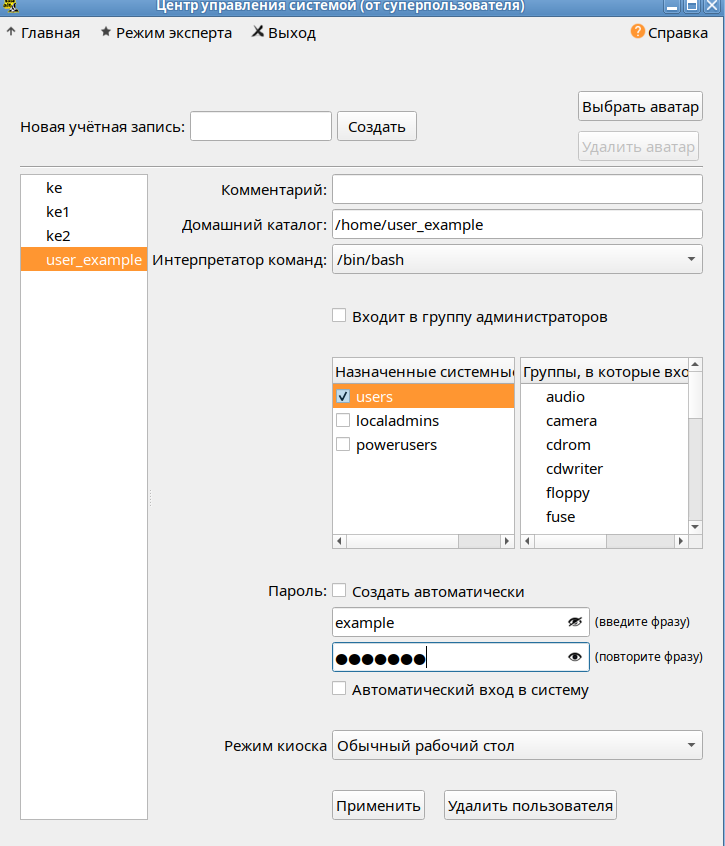 Центр управления системой (от суперпользователя)
Главная Режим эксперта Выход Справка
Выбрать аватар
Новая учётная запись: Создать
Удалить аватар
ke
ke1
ke2
user_example
Комментарий:
Домашний каталог: /home/user_example
Интерпретатор команд: /bin/bash
Входит в группу администраторов
Назначенные системные
users
localadmins
powerusers
Группы, в которые вхо
audio
camera
cdrom
cdwriter
floppy
fuse
Пароль: Создать автоматически
example (введите фразу)
●●●●●●● (повторите фразу)
Автоматический вход в систему
Режим киоска Обычный рабочий стол
Применить Удалить пользователя